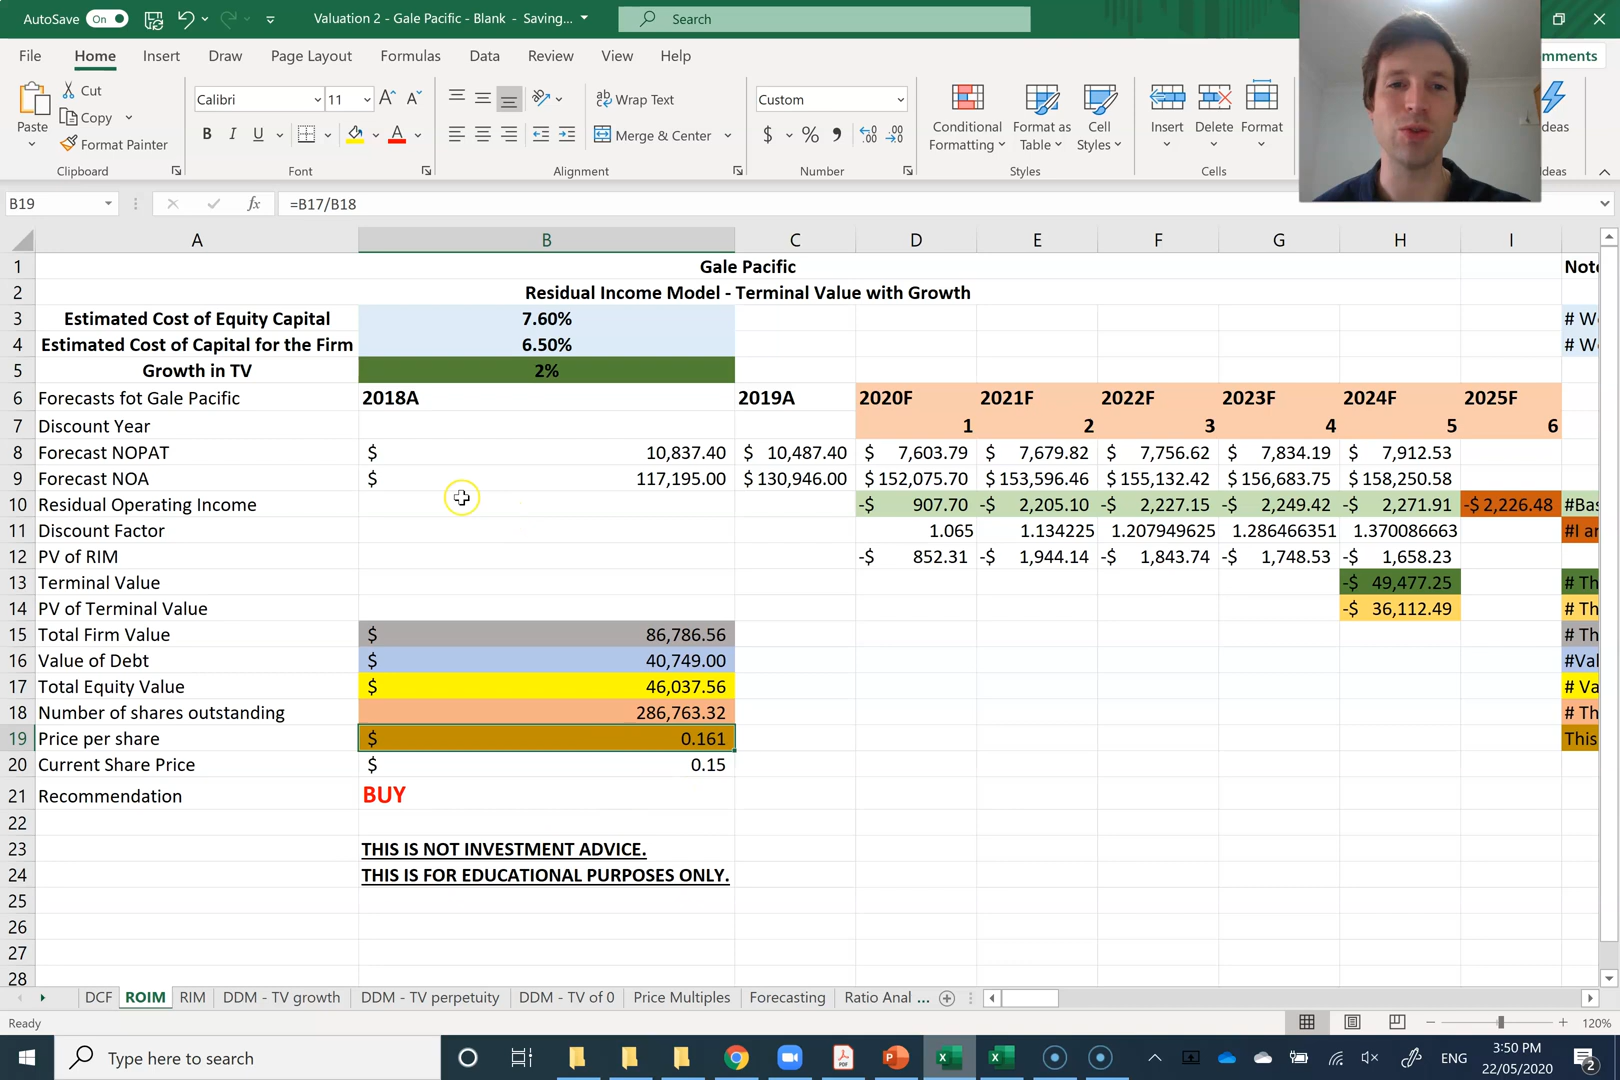 AutoSave On Valuation 2 - Gale Pacific - Blank - Saving... Search
File Home Insert Draw Page Layout Formulas Data Review View Help mments
Paste Cut Copy Format Painter Clipboard
Calibri 11 B I U Font
Wrap Text Merge & Center Alignment
Custom $ % Number
Conditional Formatting Format as Table Cell Styles Styles
Insert Delete Format Cells
deas
deas
B19 fx =B17/B18
A B C D E F G H I
1 Gale Pacific Note
2 Residual Income Model - Terminal Value with Growth
3 Estimated Cost of Equity Capital 7.60% # W
4 Estimated Cost of Capital for the Firm 6.50% # W
5 Growth in TV 2%
6 Forecasts fot Gale Pacific 2018A 2019A 2020F 2021F 2022F 2023F 2024F 2025F
7 Discount Year 1 2 3 4 5 6
8 Forecast NOPAT $ 10,837.40 $ 10,487.40 $ 7,603.79 $ 7,679.82 $ 7,756.62 $ 7,834.19 $ 7,912.53
9 Forecast NOA $ 117,195.00 $ 130,946.00 $ 152,075.70 $ 153,596.46 $ 155,132.42 $ 156,683.75 $ 158,250.58
10 Residual Operating Income -$ 907.70 -$ 2,205.10 -$ 2,227.15 -$ 2,249.42 -$ 2,271.91 -$ 2,226.48 #Bas
11 Discount Factor 1.065 1.134225 1.207949625 1.286466351 1.370086663 #I ar
12 PV of RIM -$ 852.31 -$ 1,944.14 -$ 1,843.74 -$ 1,748.53 -$ 1,658.23
13 Terminal Value -$ 49,477.25 # Th
14 PV of Terminal Value -$ 36,112.49 # Th
15 Total Firm Value $ 86,786.56 # Th
16 Value of Debt $ 40,749.00 #Val
17 Total Equity Value $ 46,037.56 # Va
18 Number of shares outstanding 286,763.32 # Th
19 Price per share $ 0.161 This
20 Current Share Price $ 0.15
21 Recommendation BUY
22
23 THIS IS NOT INVESTMENT ADVICE.
24 THIS IS FOR EDUCATIONAL PURPOSES ONLY.
25
26
27
28
DCF ROIM RIM DDM - TV growth DDM - TV perpetuity DDM - TV of 0 Price Multiples Forecasting Ratio Anal ...
Ready 120%
Type here to search ENG 3:50 PM
22/05/2020 2